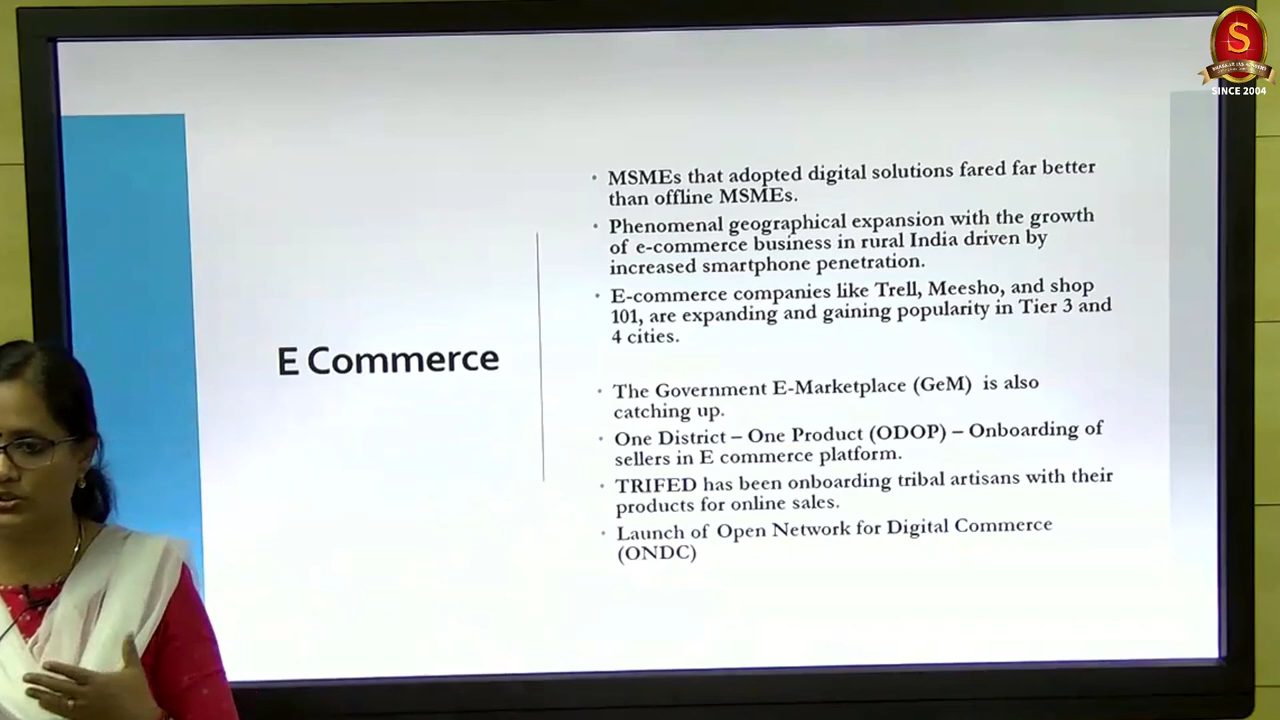 S
SHANKAR IAS ACADEMY
SINCE 2004
E Commerce
• MSMEs that adopted digital solutions fared far better
than offline MSMEs.
• Phenomenal geographical expansion with the growth
of e-commerce business in rural India driven by
increased smartphone penetration.
• E-commerce companies like Trell, Meesho, and shop
101, are expanding and gaining popularity in Tier 3 and
4 cities.
• The Government E-Marketplace (GeM) is also
catching up.
• One District – One Product (ODOP) – Onboarding of
sellers in E commerce platform.
• TRIFED has been onboarding tribal artisans with their
products for online sales.
• Launch of Open Network for Digital Commerce
(ONDC)